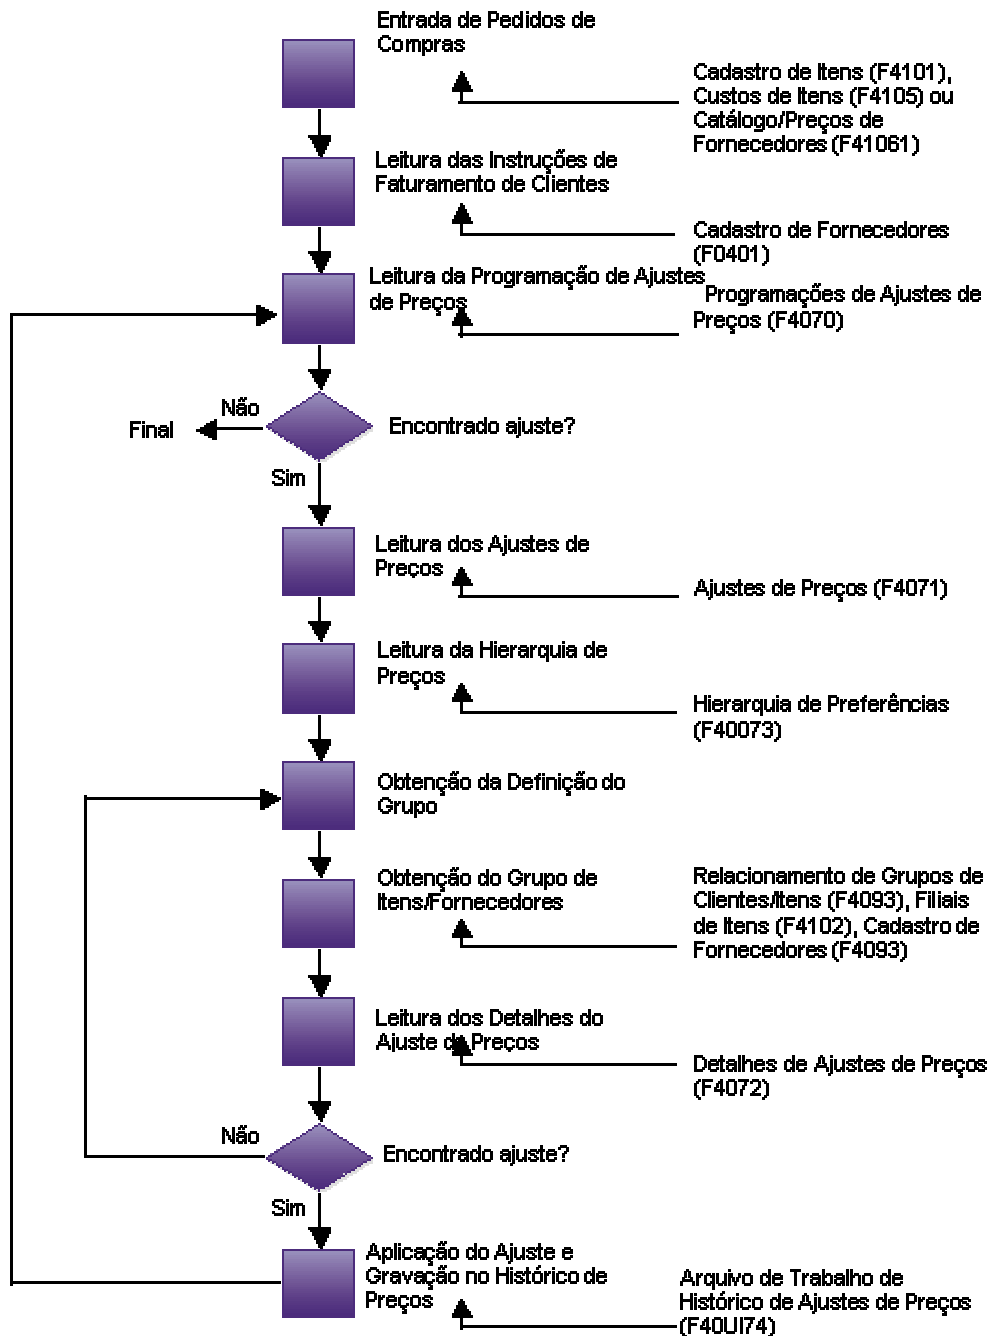 Entrada de Pedidos de
Compras
Cadastro de Itens (F4101),
Custos de Itens (F4105) ou
Catálogo/Preços de
Fornecedores (F41061)
Leitura das Instruções de
Faturamento de Clientes
Cadastro de Fornecedores
(F0401)
Leitura da Programação de Ajustes
de Preços
Programações de Ajustes de
Preços (F4070)
Não
Final
Encontrado ajuste?
Sim
Leitura dos Ajustes de
Preços
Ajustes de Preços (F4071)
Leitura da Hierarquia de
Preços
Hierarquia de Preferências
(F40073)
Obtenção da Definição do
Grupo
Obtenção do Grupo de
Itens/Fornecedores
Relacionamento de Grupos de
Clientes/Itens (F4093), Filiais
de Itens (F4102), Cadastro de
Fornecedores (F4093)
Leitura dos Detalhes do
Ajuste de Preços
Detalhes de Ajustes de Preços
(F4072)
Não
Encontrado ajuste?
Sim
Aplicação do Ajuste e
Gravação no Histórico de
Preços
Arquivo de Trabalho de
Histórico de Ajustes de Preços
(F40UI74)